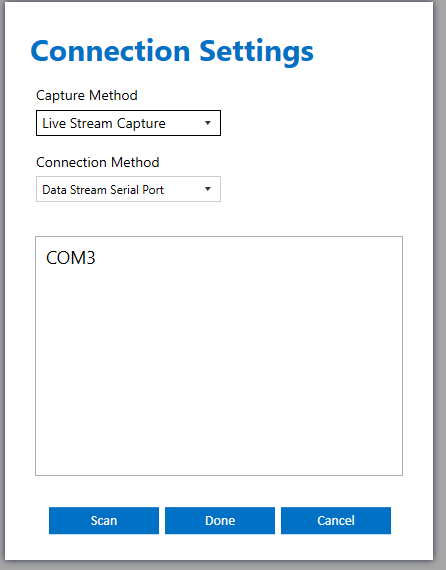 Connection Settings
Capture Method
Live Stream Capture
Connection Method
Data Stream Serial Port
COM3
Scan
Done
Cancel